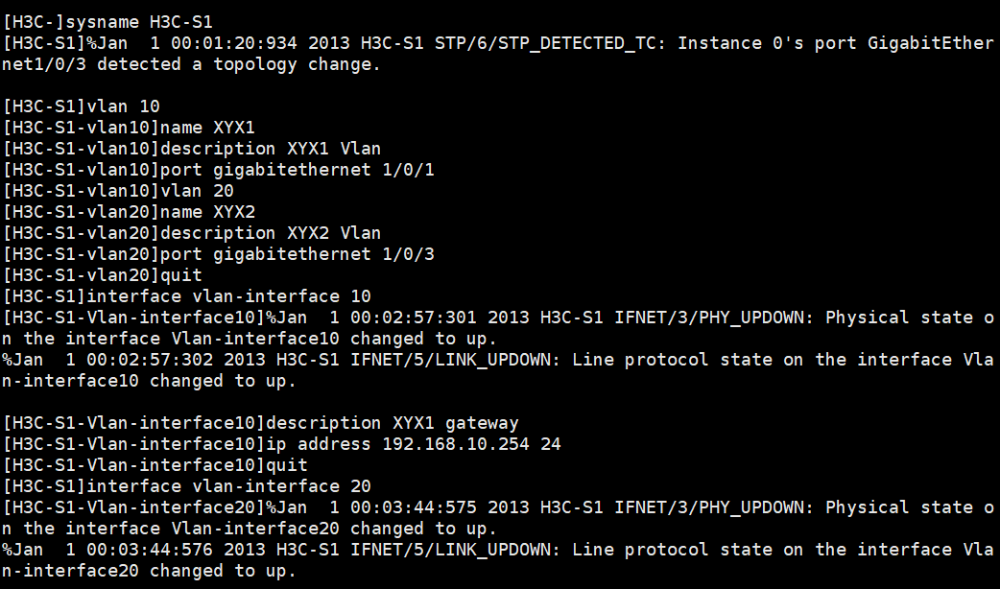 [H3C-]sysname H3C-S1
[H3C-S1]%Jan  1 00:01:20:934 2013 H3C-S1 STP/6/STP_DETECTED_TC: Instance 0's port GigabitEther
net1/0/3 detected a topology change.
[H3C-S1]vlan 10
[H3C-S1-vlan10]name XYX1
[H3C-S1-vlan10]description XYX1 Vlan
[H3C-S1-vlan10]port gigabitethernet 1/0/1
[H3C-S1-vlan10]vlan 20
[H3C-S1-vlan20]name XYX2
[H3C-S1-vlan20]description XYX2 Vlan
[H3C-S1-vlan20]port gigabitethernet 1/0/3
[H3C-S1-vlan20]quit
[H3C-S1]interface vlan-interface 10
[H3C-S1-Vlan-interface10]%Jan  1 00:02:57:301 2013 H3C-S1 IFNET/3/PHY_UPDOWN: Physical state o
n the interface Vlan-interface10 changed to up.
%Jan  1 00:02:57:302 2013 H3C-S1 IFNET/5/LINK_UPDOWN: Line protocol state on the interface Vla
n-interface10 changed to up.
[H3C-S1-Vlan-interface10]description XYX1 gateway
[H3C-S1-Vlan-interface10]ip address 192.168.10.254 24
[H3C-S1-Vlan-interface10]quit
[H3C-S1]interface vlan-interface 20
[H3C-S1-Vlan-interface20]%Jan  1 00:03:44:575 2013 H3C-S1 IFNET/3/PHY_UPDOWN: Physical state o
n the interface Vlan-interface20 changed to up.
%Jan  1 00:03:44:576 2013 H3C-S1 IFNET/5/LINK_UPDOWN: Line protocol state on the interface Vla
n-interface20 changed to up.